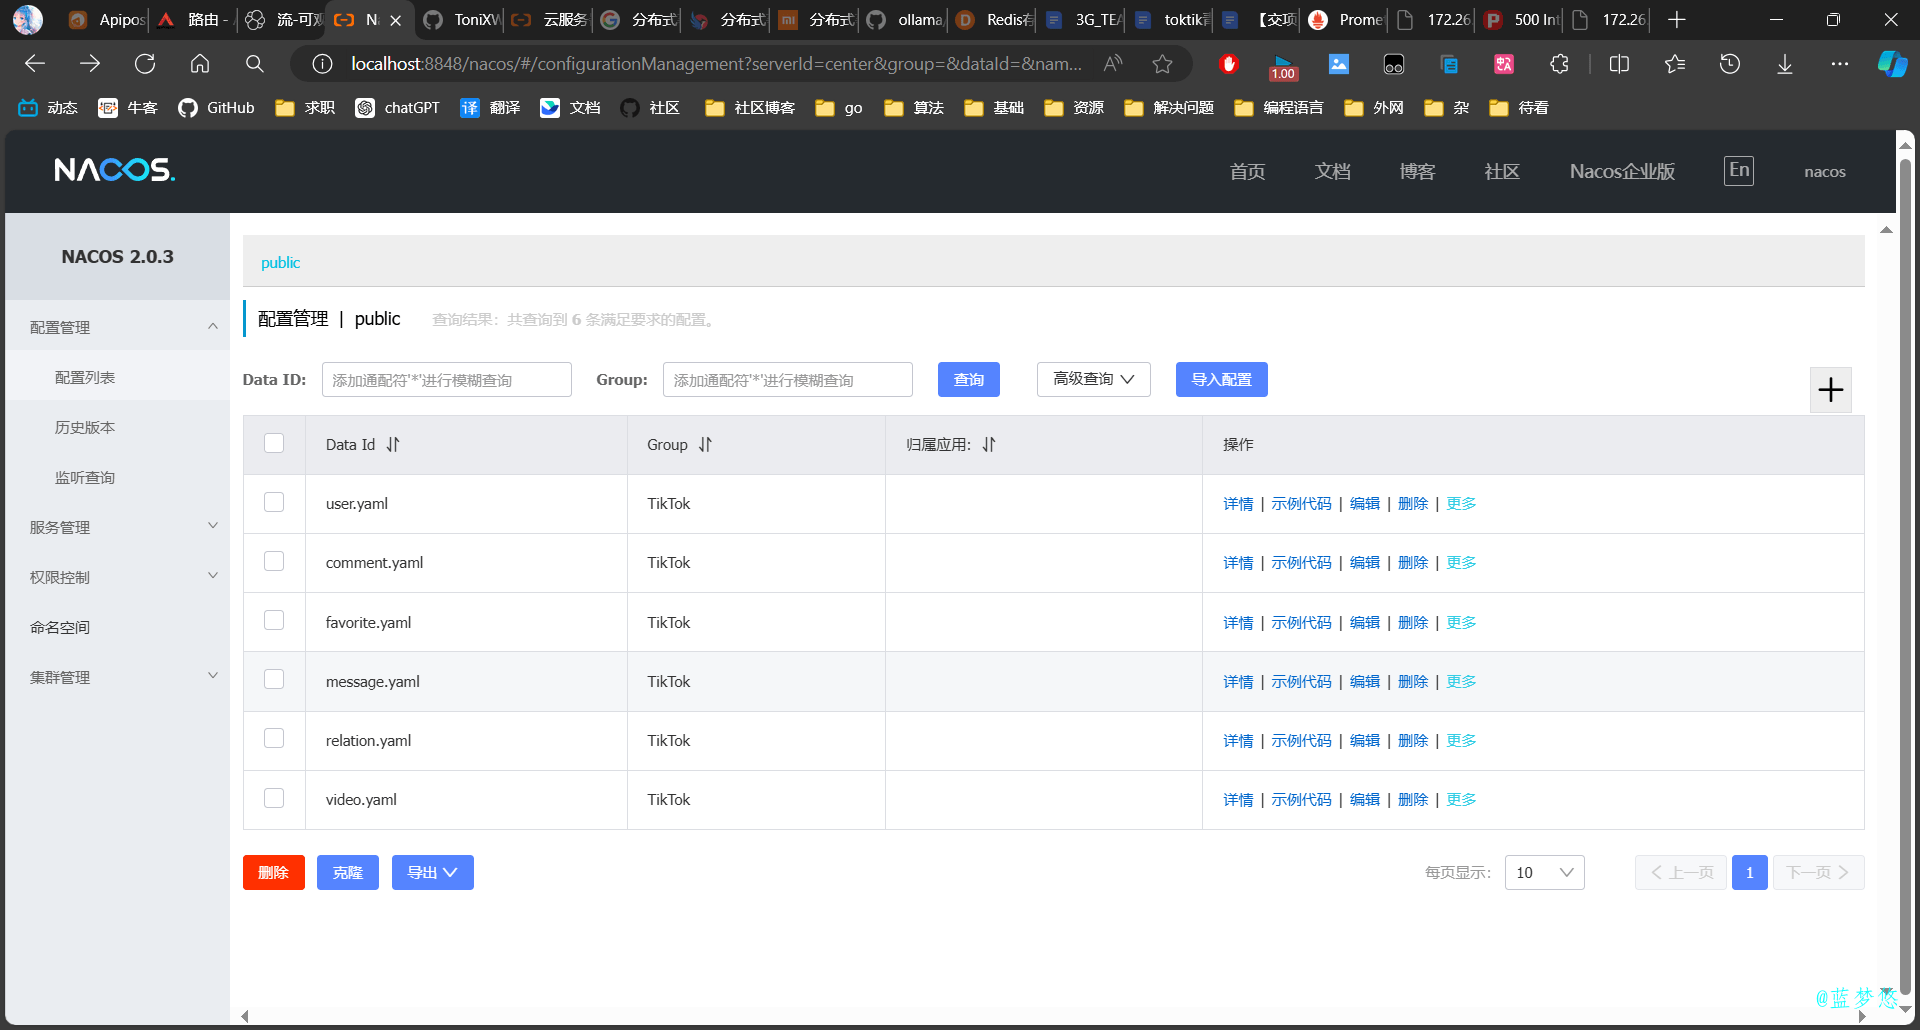 Apipos
路由 - 
流-可观
N
ToniXW
云服务
分布式
分布式
分布式
ollama
Redis存
3G_TEA
toktik
【交项
Prome
172.26
500 Int
172.26
localhost:8848/nacos/#/configurationManagement?serverId=center&group=&dataId=&nam...
1.00
动态
牛客
GitHub
求职
chatGPT
译 翻译
文档
社区
社区博客
go
算法
基础
资源
解决问题
编程语言
外网
杂
待看
NACOS.
首页
文档
博客
社区
Nacos企业版
En
nacos
NACOS 2.0.3
配置管理
配置列表
历史版本
监听查询
服务管理
权限控制
命名空间
集群管理
public
配置管理 | public 查询结果：共查询到 6 条满足要求的配置。
Data ID: 添加通配符'*'进行模糊查询 Group: 添加通配符'*'进行模糊查询 查询 高级查询 导入配置
Data Id Group 归属应用: 操作
user.yaml TikTok 详情 | 示例代码 | 编辑 | 删除 | 更多
comment.yaml TikTok 详情 | 示例代码 | 编辑 | 删除 | 更多
favorite.yaml TikTok 详情 | 示例代码 | 编辑 | 删除 | 更多
message.yaml TikTok 详情 | 示例代码 | 编辑 | 删除 | 更多
relation.yaml TikTok 详情 | 示例代码 | 编辑 | 删除 | 更多
video.yaml TikTok 详情 | 示例代码 | 编辑 | 删除 | 更多
删除 克隆 导出 每页显示: 10 上一页 1 下一页
@蓝梦悠